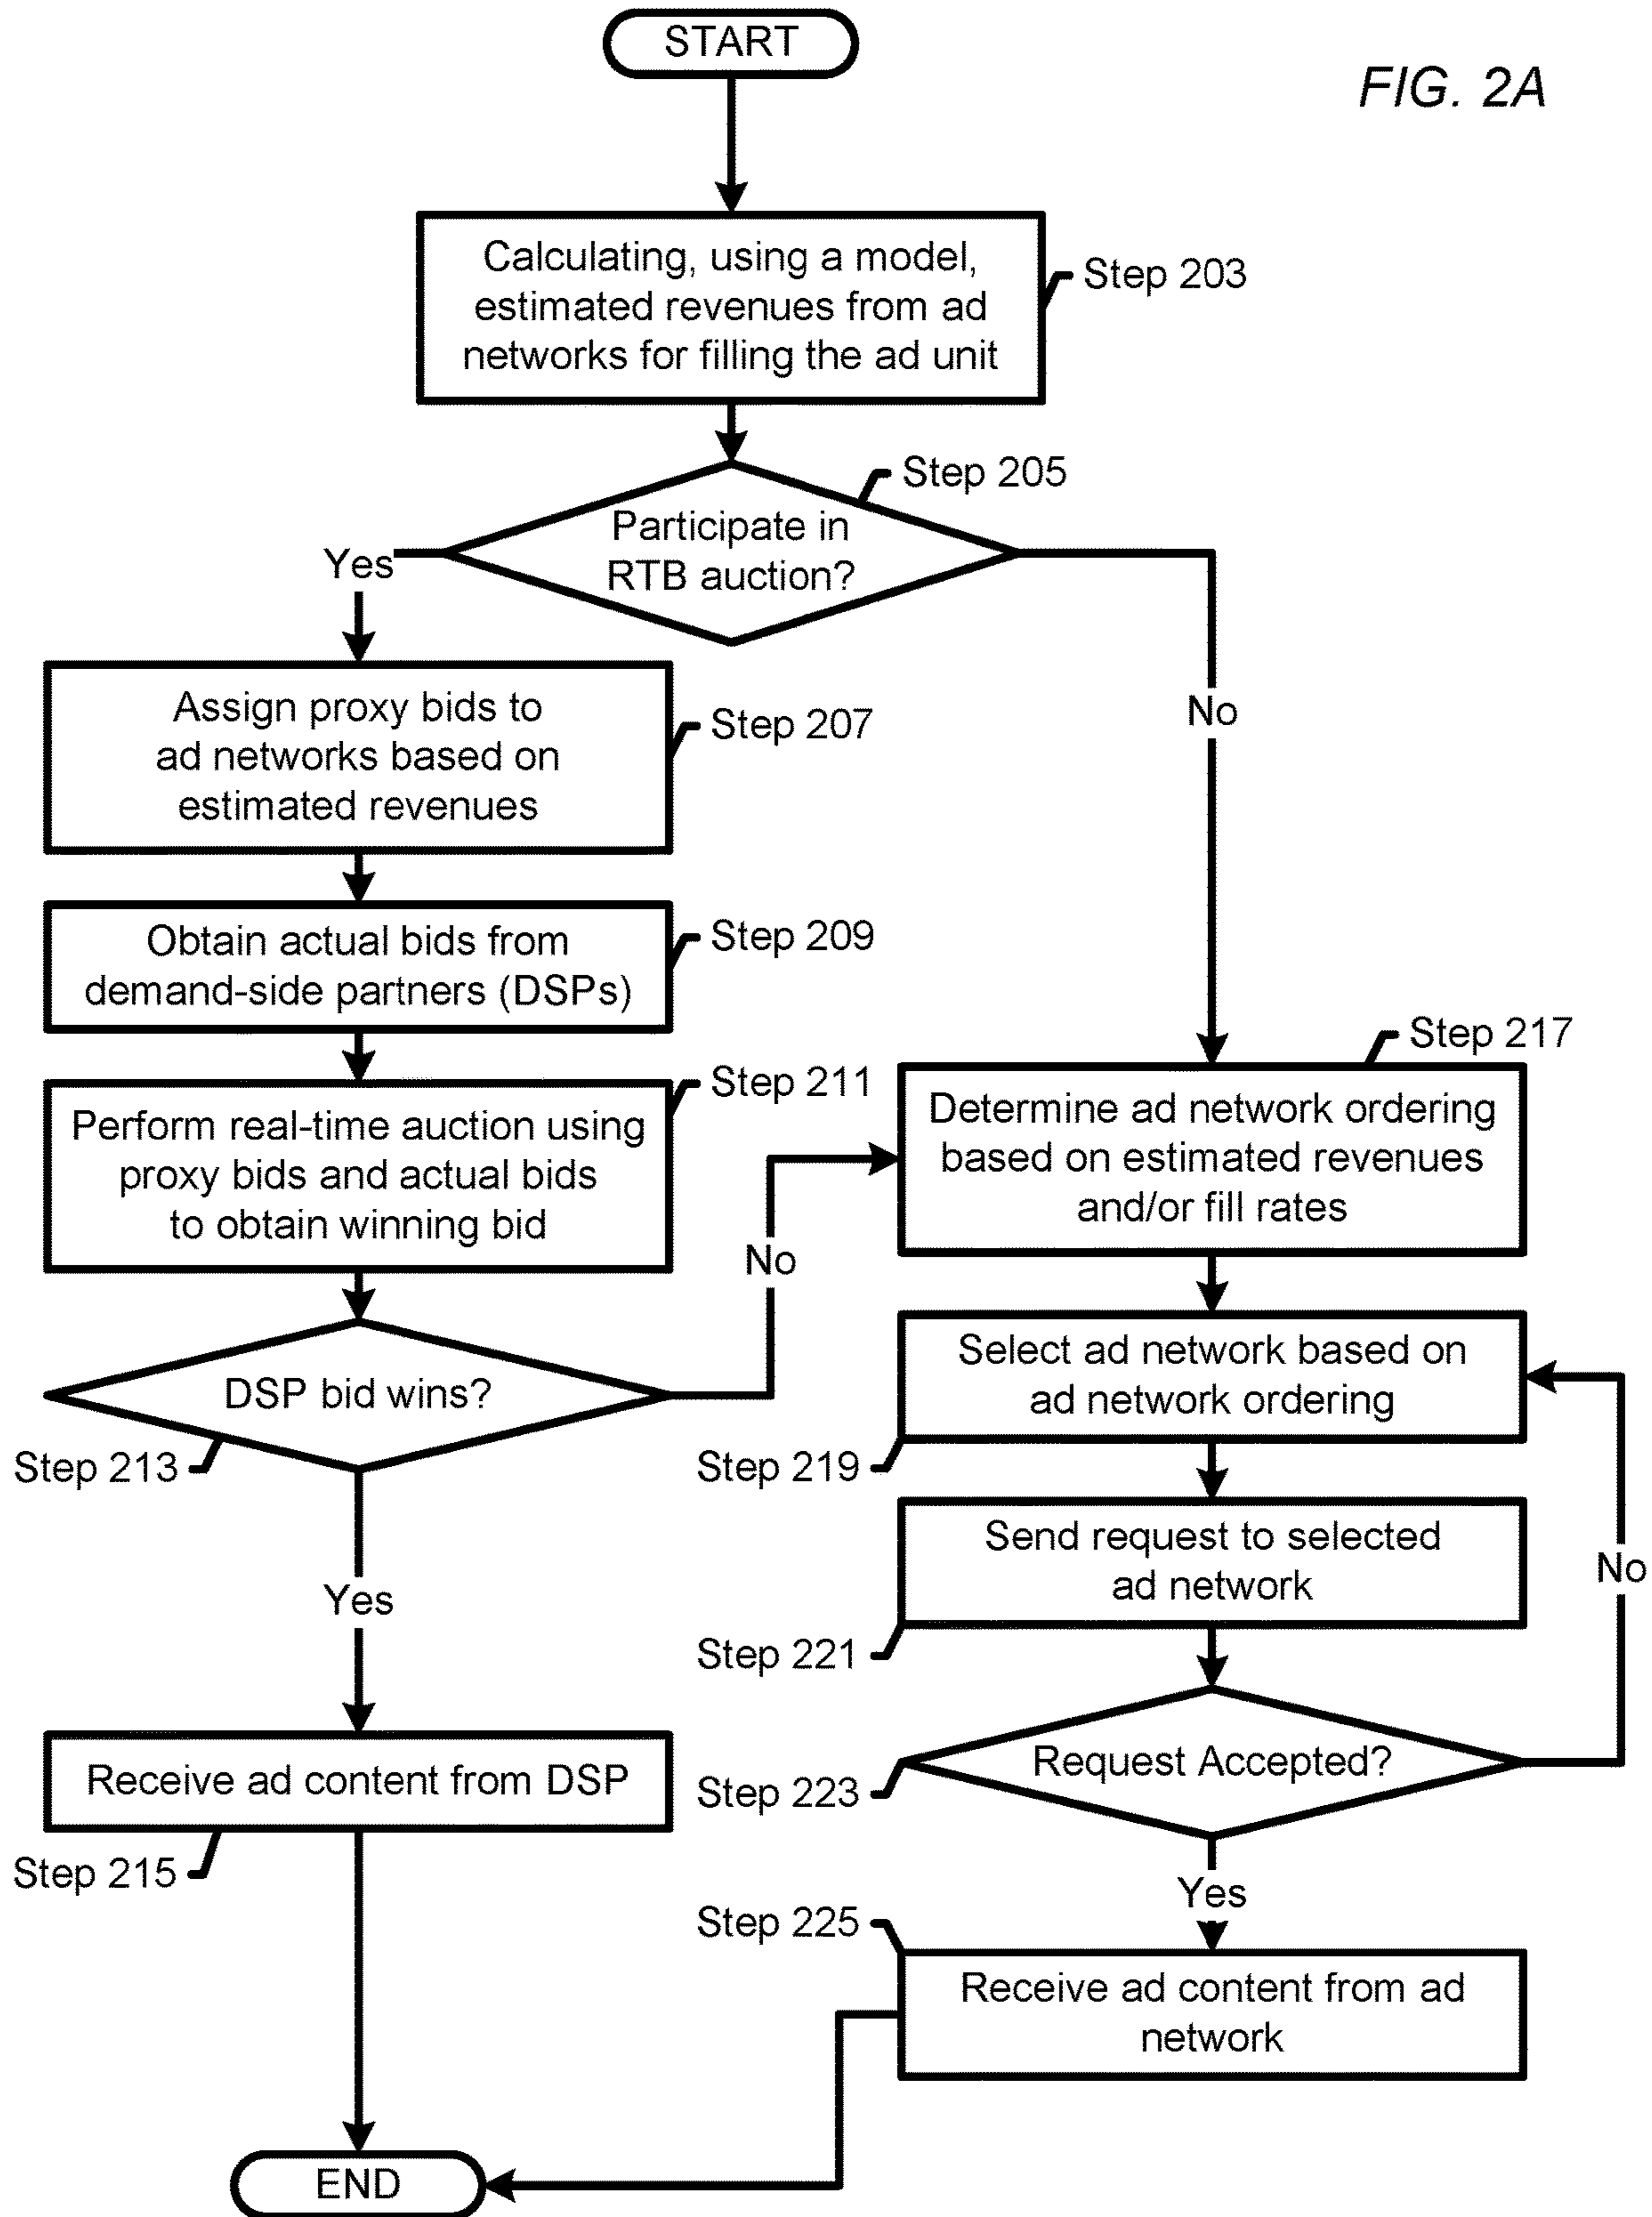 START
FIG. 2A
Calculating, using a model,
estimated revenues from ad
networks for filling the ad unit
Step 203
Step 205
Participate in
RTB auction?
Yes
No
Assign proxy bids to
ad networks based on
estimated revenues
Step 207
Obtain actual bids from
demand-side partners (DSPs)
Step 209
Perform real-time auction using
proxy bids and actual bids
to obtain winning bid
Step 211
DSP bid wins?
Step 213
No
Yes
Receive ad content from DSP
Step 215
Step 217
Determine ad network ordering
based on estimated revenues
and/or fill rates
Select ad network based on
ad network ordering
Step 219
Send request to selected
ad network
Step 221
No
Request Accepted?
Step 223
Yes
Step 225
Receive ad content from ad
network
END